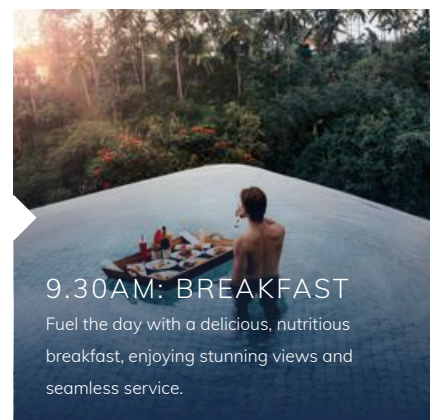 9.30AM: BREAKFAST
Fuel the day with a delicious, nutritious
breakfast, enjoying stunning views and
seamless service.